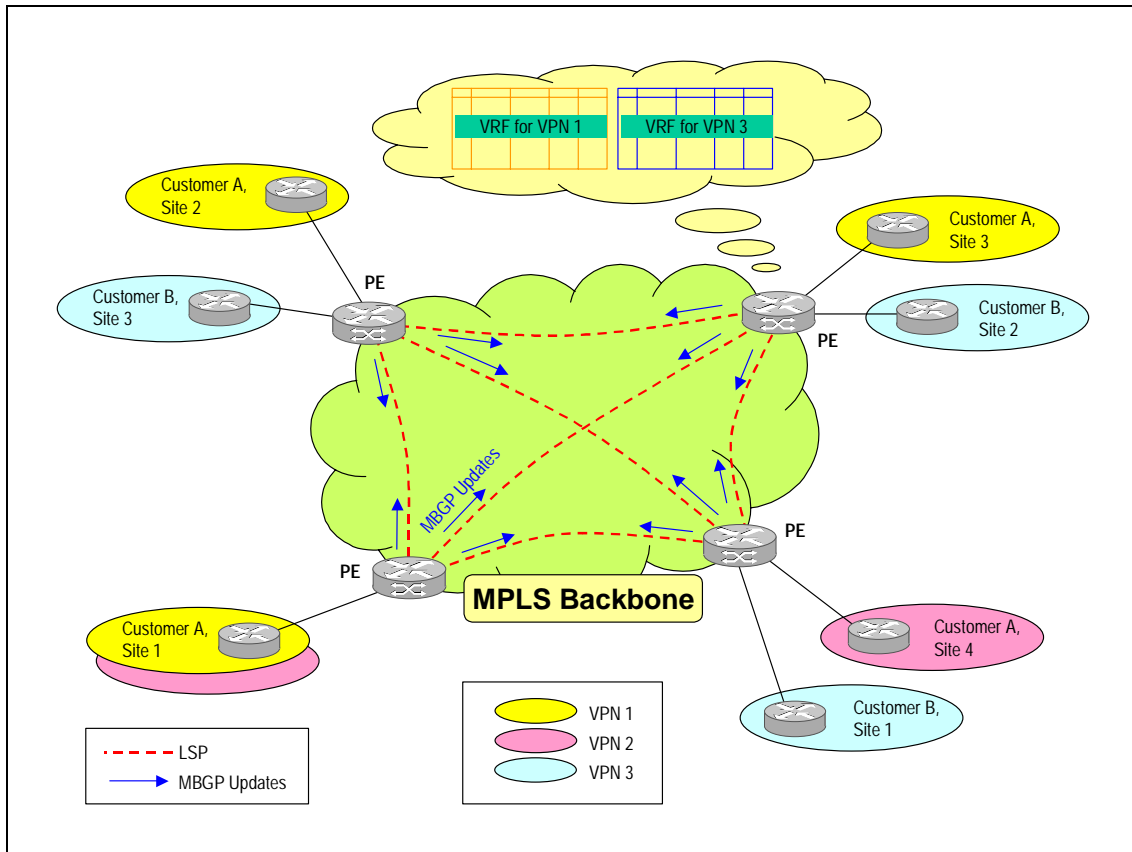 VRF for VPN 1
VRF for VPN 3
Customer A,
Site 2
Customer A,
Site 3
Customer B,
Site 3
PE
Customer B,
Site 2
PE
MBGP Updates
PE
PE
MPLS Backbone
Customer A,
Site 1
Customer A,
Site 4
Customer B,
Site 1
LSP
MBGP Updates
VPN 1
VPN 2
VPN 3